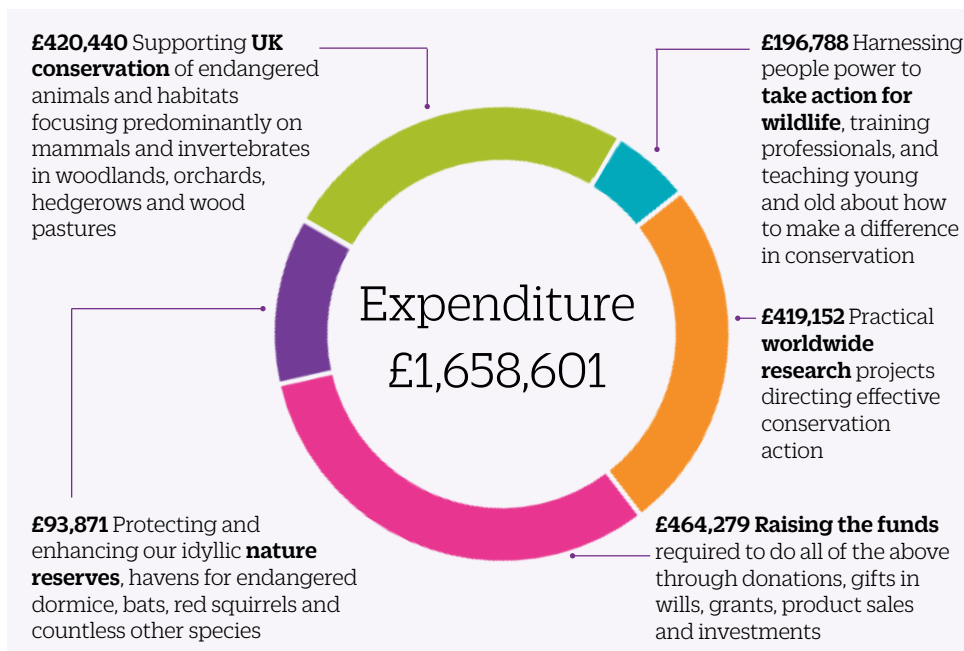 £420,440 Supporting UK
conservation of endangered
animals and habitats
focusing predominantly on
mammals and invertebrates
in woodlands, orchards,
hedgerows and wood
pastures
£196,788 Harnessing
people power to
take action for
wildlife, training
professionals, and
teaching young
and old about how
to make a difference
in conservation
Expenditure
£1,658,601
£419,152 Practical
worldwide
research projects
directing effective
conservation
action
£93,871 Protecting and
enhancing our idyllic nature
reserves, havens for endangered
dormice, bats, red squirrels and
countless other species
£464,279 Raising the funds
required to do all of the above
through donations, gifts in
wills, grants, product sales
and investments